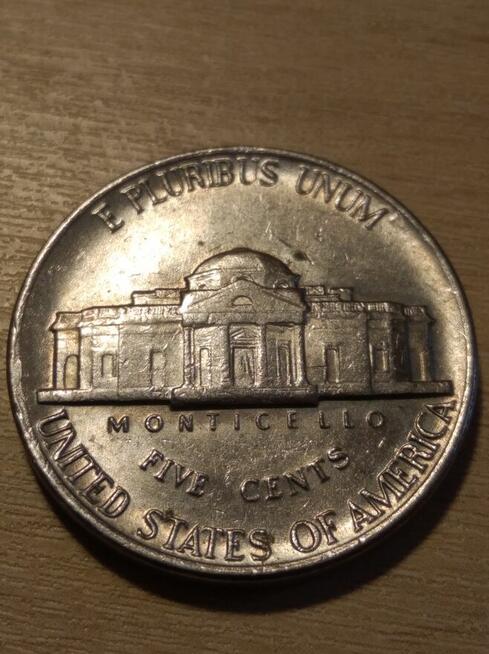 E PLURIBUS UNUM
MONTICELLO
FIVE CENTS
UNITED STATES OF AMERICA